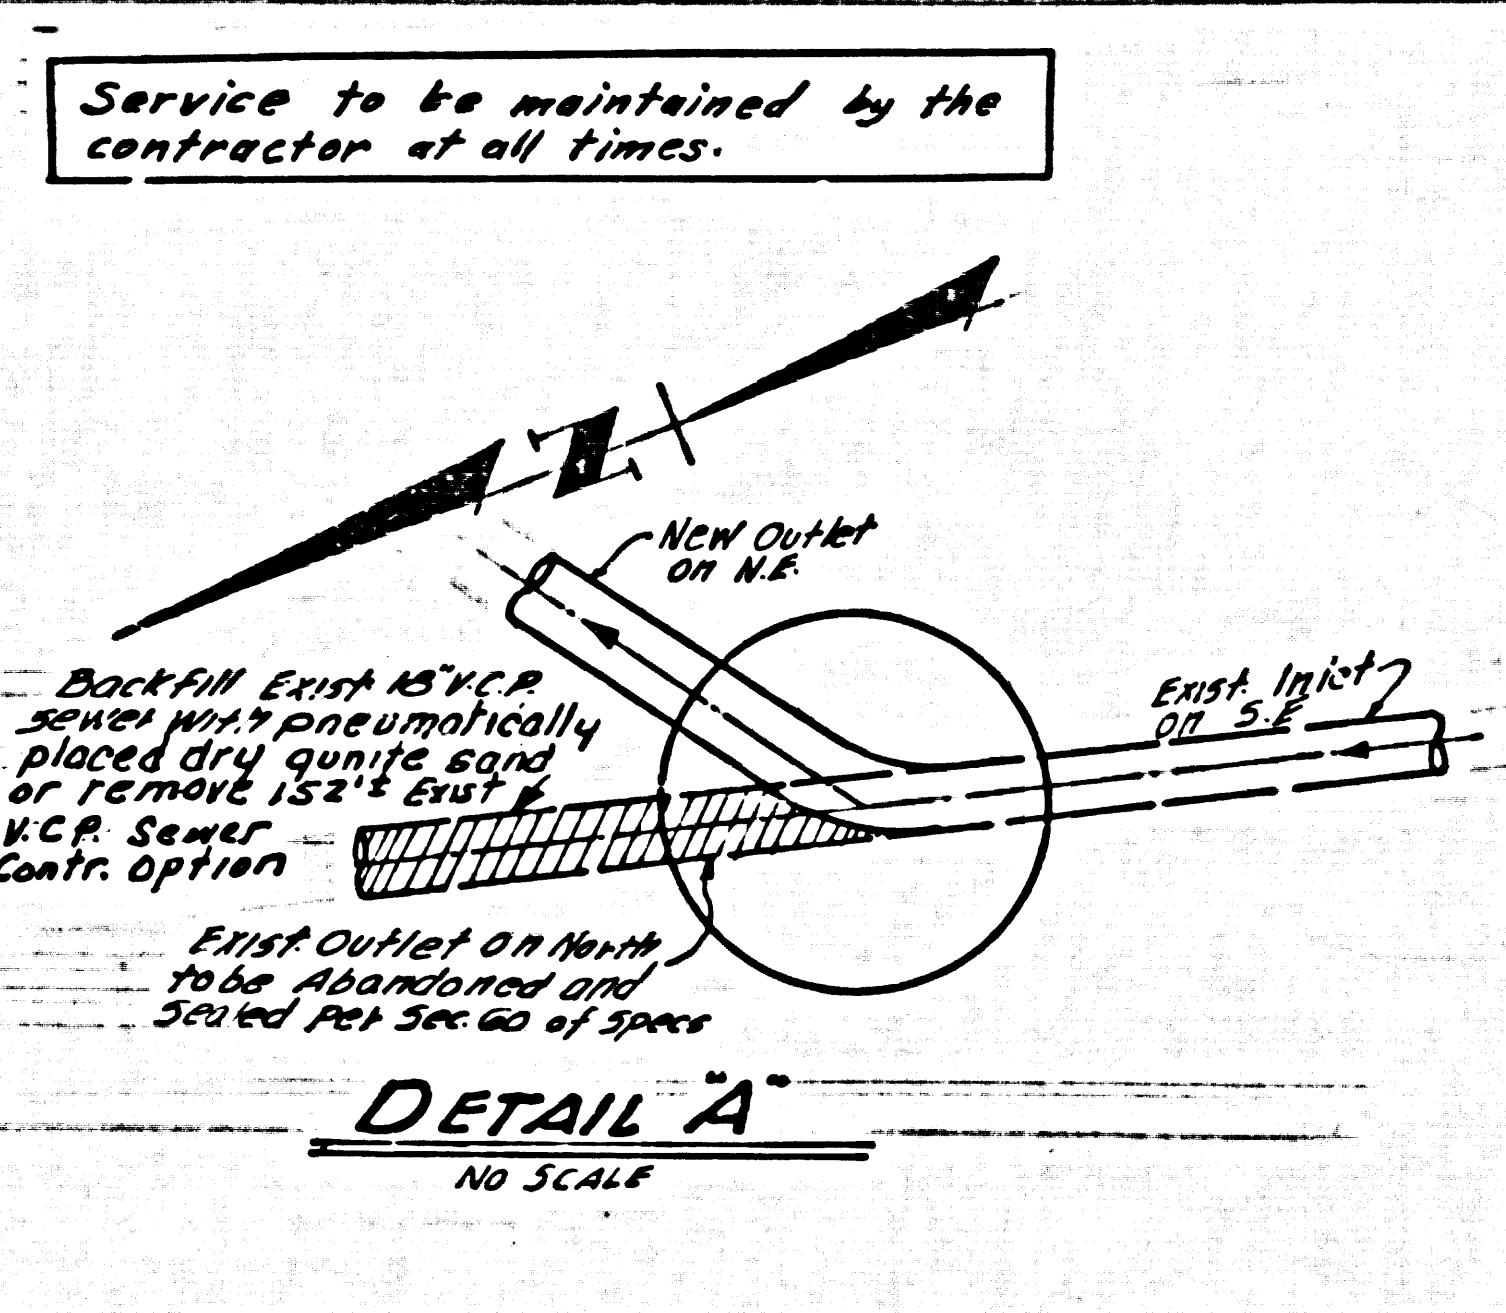 Service to be maintained by the
contractor at all times.
N
New Outlet
on N.E.
Exist. Inlet
on S.E
Backfill Exist 18" V.C.P.
sewer with pneumatically
placed dry gunite sand
or remove 152'± Exist
V.C.P. Sewer
Contr. Option
Exist. Outlet on North
to be Abandoned and
Sealed per Sec. 60 of specs
DETAIL "A"
NO SCALE